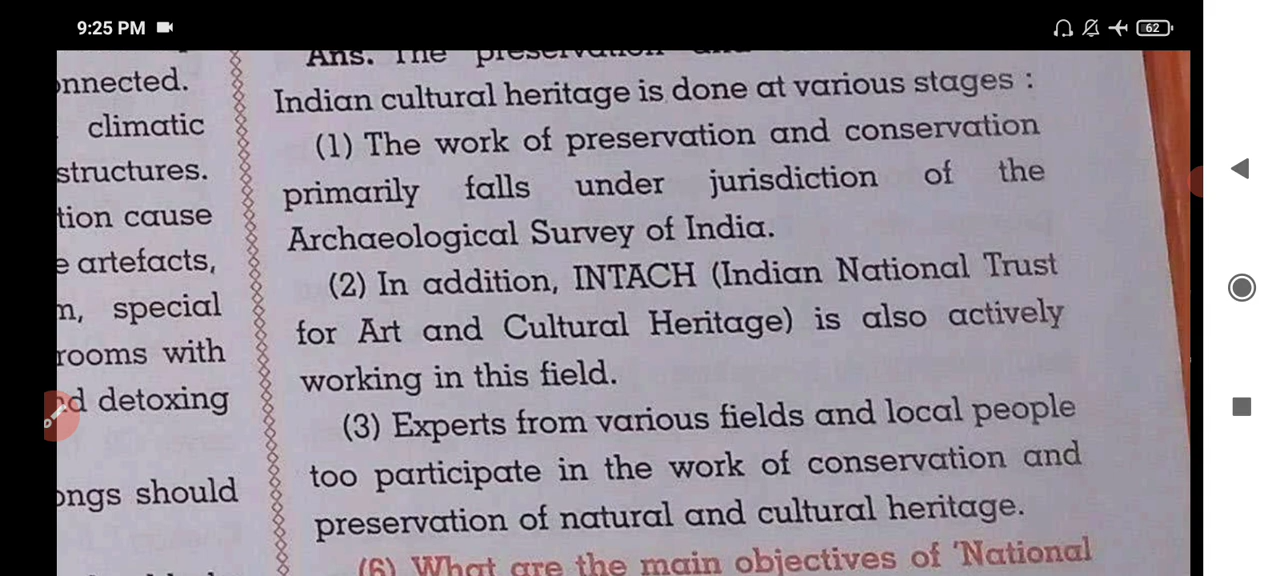 9:25 PM
62
onnected.
climatic
structures.
tion cause
e artefacts,
n, special
rooms with
d detoxing
ongs should
Ans. The preservation and
Indian cultural heritage is done at various stages :
(1) The work of preservation and conservation
primarily falls under jurisdiction of the
Archaeological Survey of India.
(2) In addition, INTACH (Indian National Trust
for Art and Cultural Heritage) is also actively
working in this field.
(3) Experts from various fields and local people
too participate in the work of conservation and
preservation of natural and cultural heritage.
(6) What are the main objectives of 'National